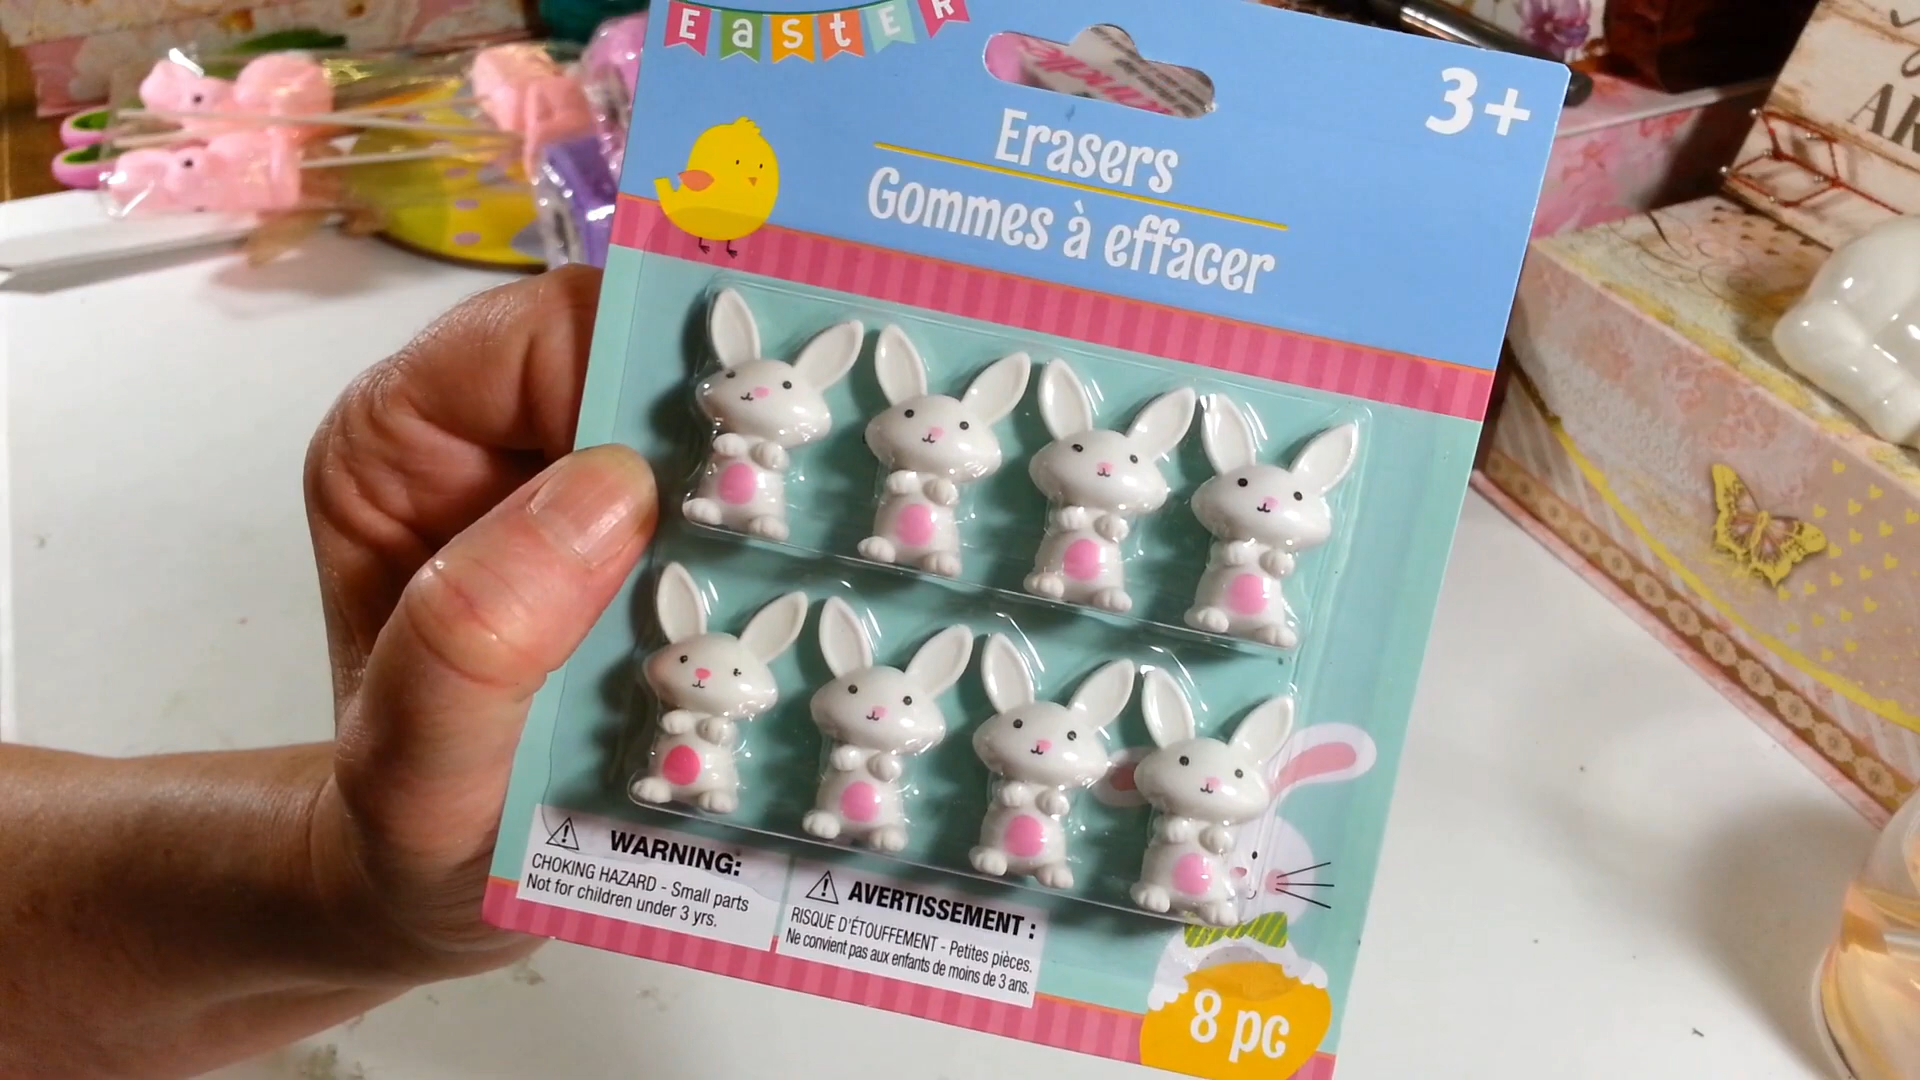 EaStER
3+
Erasers
Gommes à effacer
WARNING:
CHOKING HAZARD - Small parts
Not for children under 3 yrs.
AVERTISSEMENT :
RISQUE D'ÉTOUFFEMENT - Petites pièces.
Ne convient pas aux enfants de moins de 3 ans.
8 pc
AR